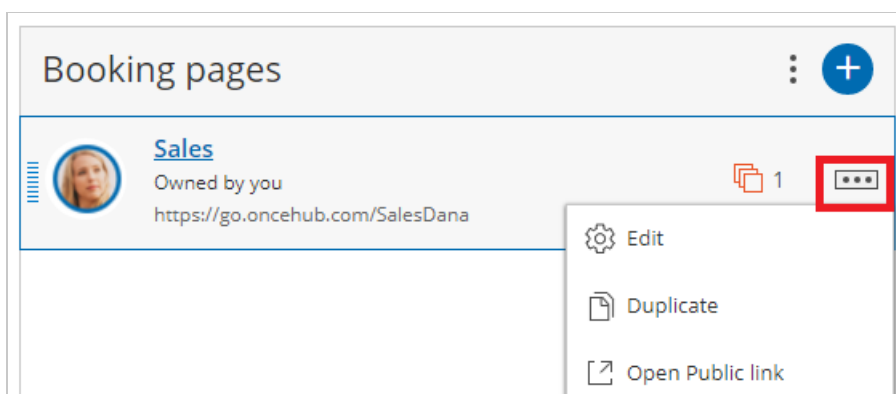 Booking pages
Sales
Owned by you
1
https://go.oncehub.com/SalesDana
Edit
Duplicate
Open Public link